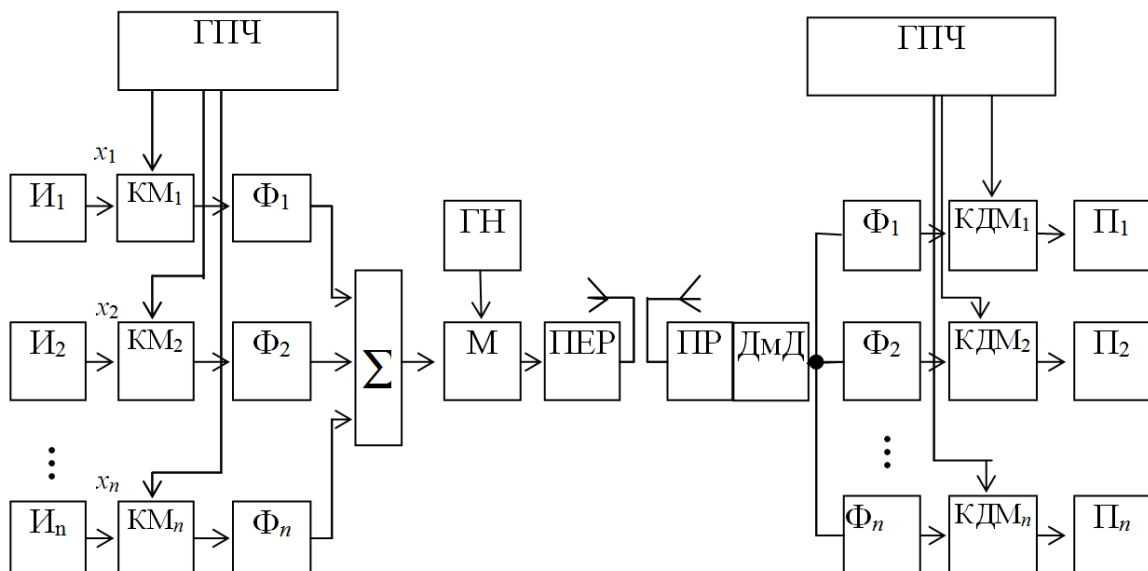 ГПЧ ГПЧ
x₁
И₁ КМ₁ Ф₁ ГН Ф₁ КДМ₁ П₁
x₂
И₂ КМ₂ Ф₂ Σ М ПЕР ПР ДмД Ф₂ КДМ₂ П₂
⋮ ⋮
xₙ
Иₙ КМₙ Фₙ Фₙ КДМₙ Пₙ